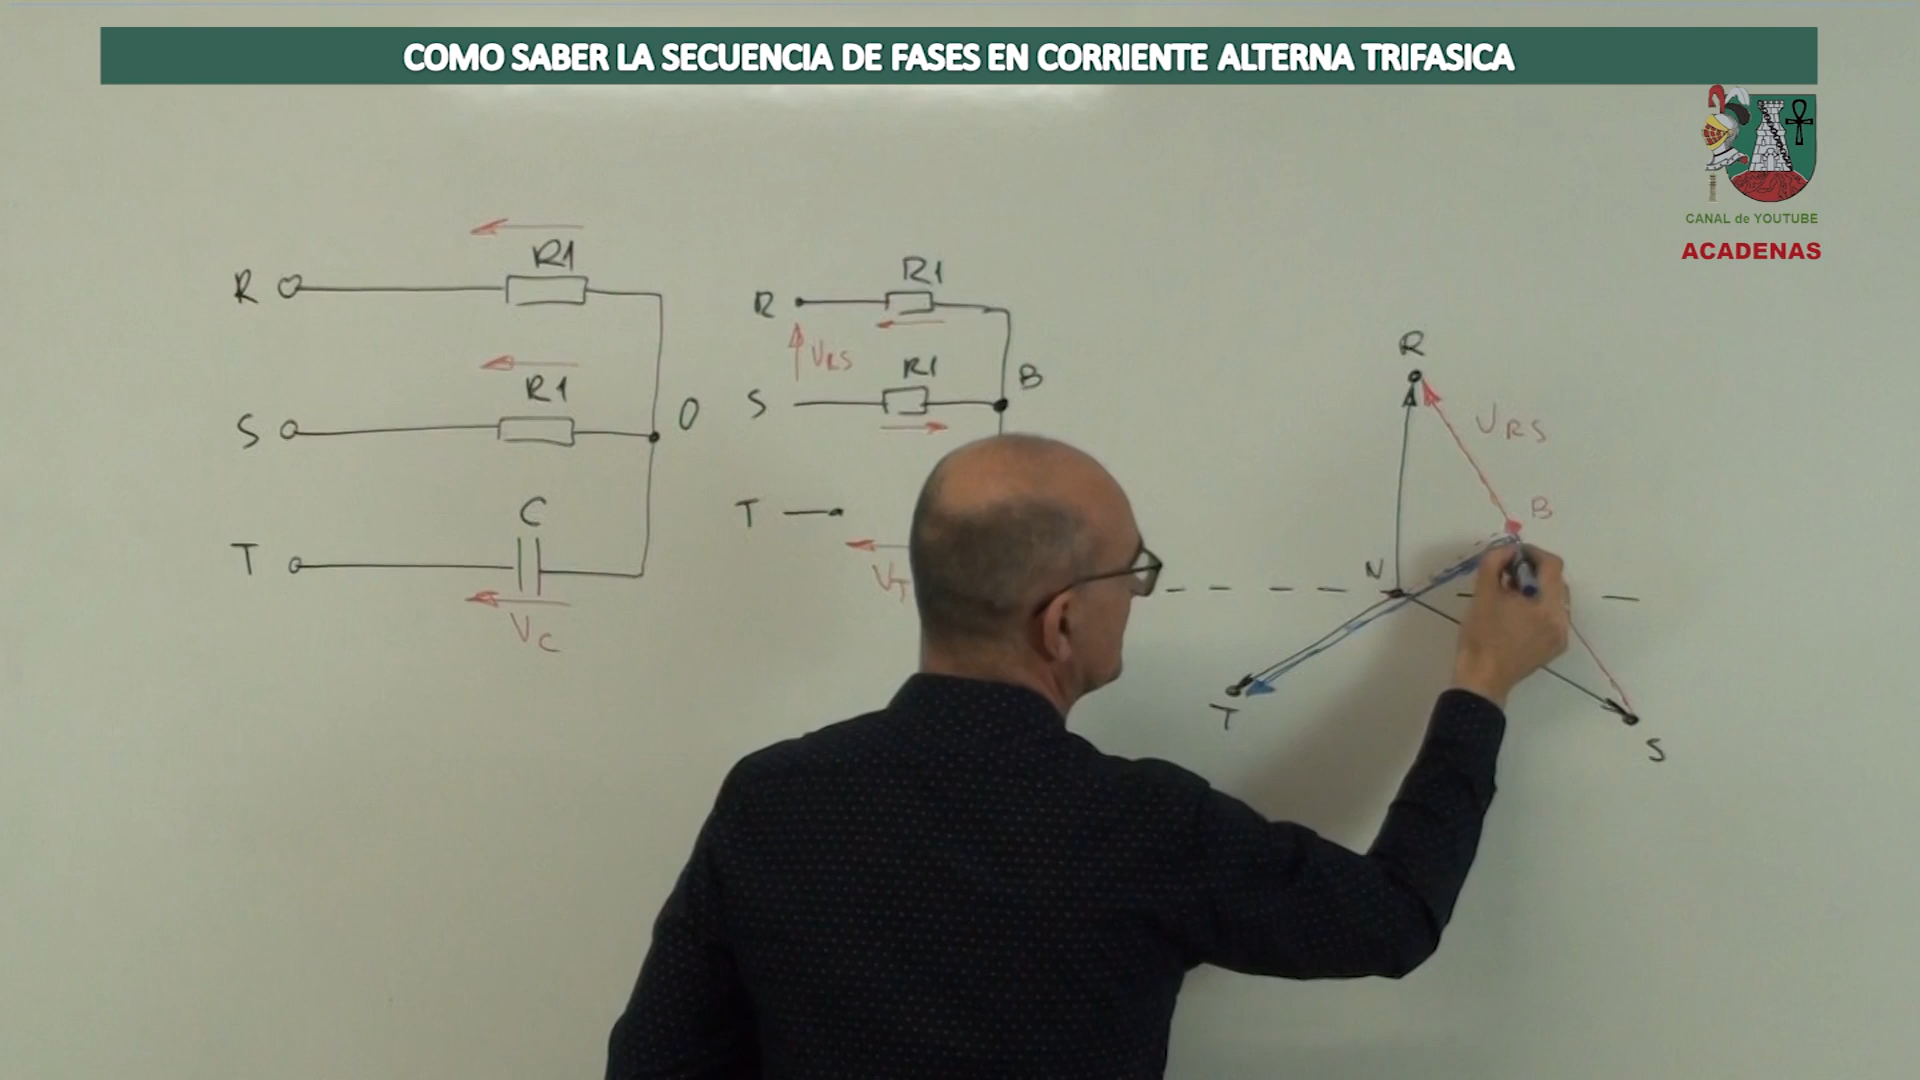 COMO SABER LA SECUENCIA DE FASES EN CORRIENTE ALTERNA TRIFASICA
CANAL de YOUTUBE
ACADENAS
R
R1
S
R1
O
T
C
VC
R
R1
VRS
S
R1
B
T
R
VRS
B
N
T
S